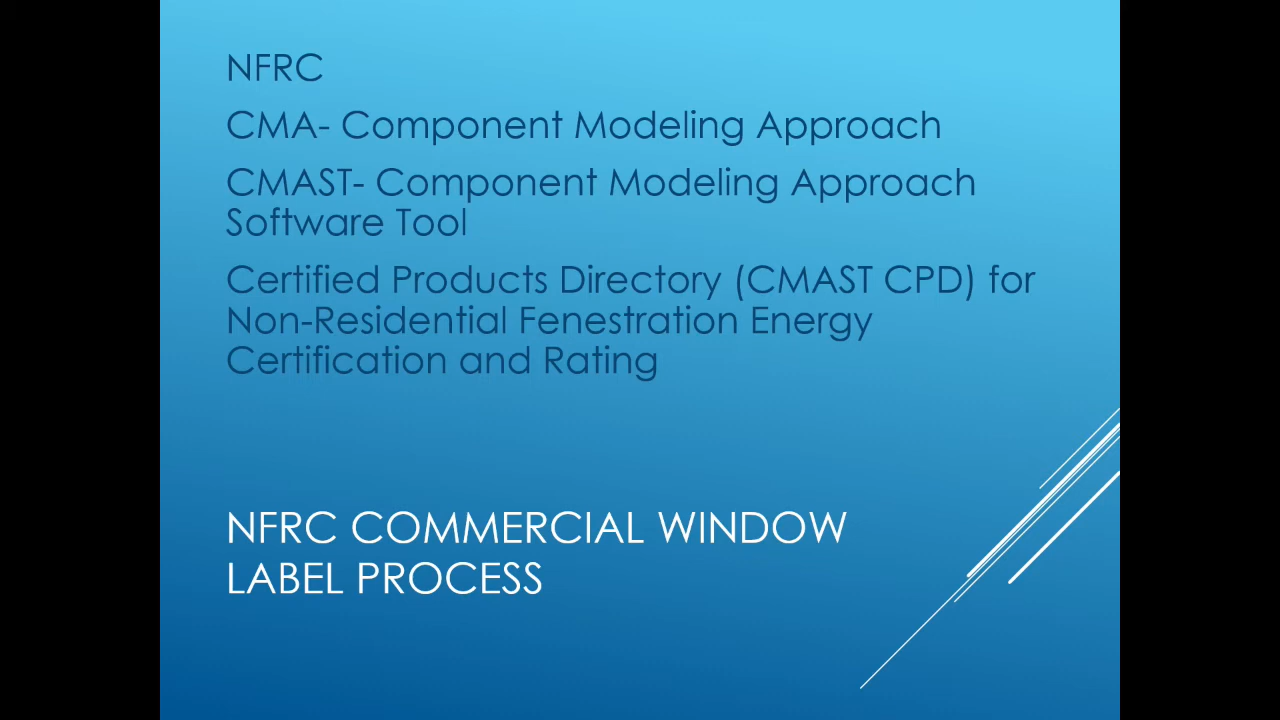 NFRC
CMA- Component Modeling Approach
CMAST- Component Modeling Approach
Software Tool
Certified Products Directory (CMAST CPD) for
Non-Residential Fenestration Energy
Certification and Rating
NFRC COMMERCIAL WINDOW
LABEL PROCESS